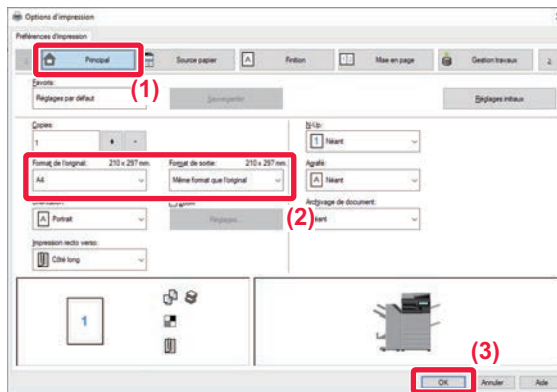 Options d'impression
Préférences d'impression
Principal
Source papier
A
Finition
Mise en page
Gestion travaux
(1)
Favoris:
Réglages par défaut
Sauvegarder
Réglages initiaux
Copies:
1
+
-
N-Up:
1 Néant
Format de l'original: 210 x 297 mm.
Format de sortie: 210 x 297 mm.
A4
Même format que l'original
Agrafé:
A Néant
(2)
Archivage de document:
A Portrait
Réglages...
Impression recto verso:
Côté long
1
(3)
OK
Annuler
Aide